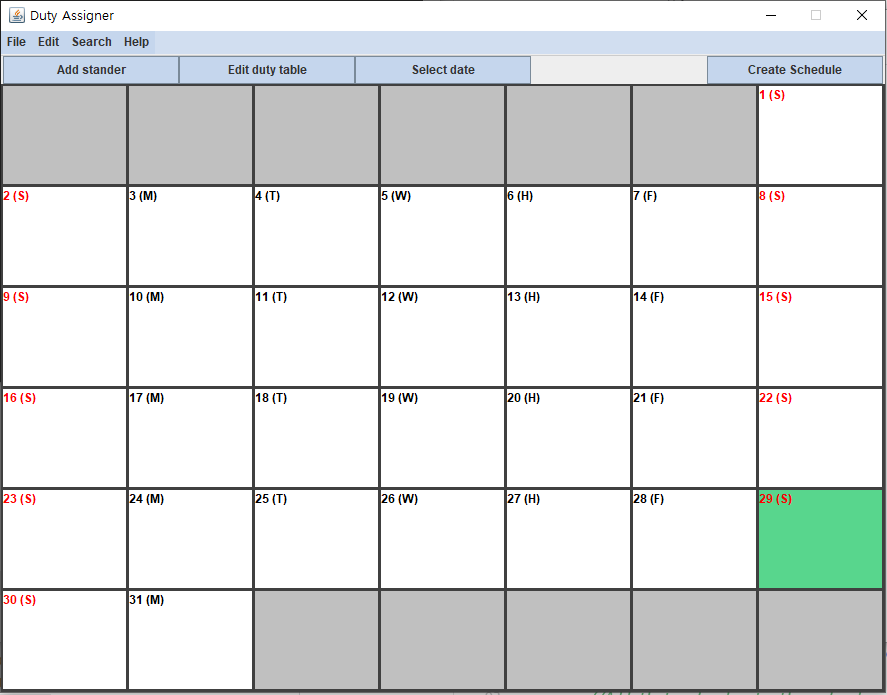 Duty Assigner
File Edit Search Help
Add stander Edit duty table Select date Create Schedule
1 (S)
2 (S) 3 (M) 4 (T) 5 (W) 6 (H) 7 (F) 8 (S)
9 (S) 10 (M) 11 (T) 12 (W) 13 (H) 14 (F) 15 (S)
16 (S) 17 (M) 18 (T) 19 (W) 20 (H) 21 (F) 22 (S)
23 (S) 24 (M) 25 (T) 26 (W) 27 (H) 28 (F) 29 (S)
30 (S) 31 (M)